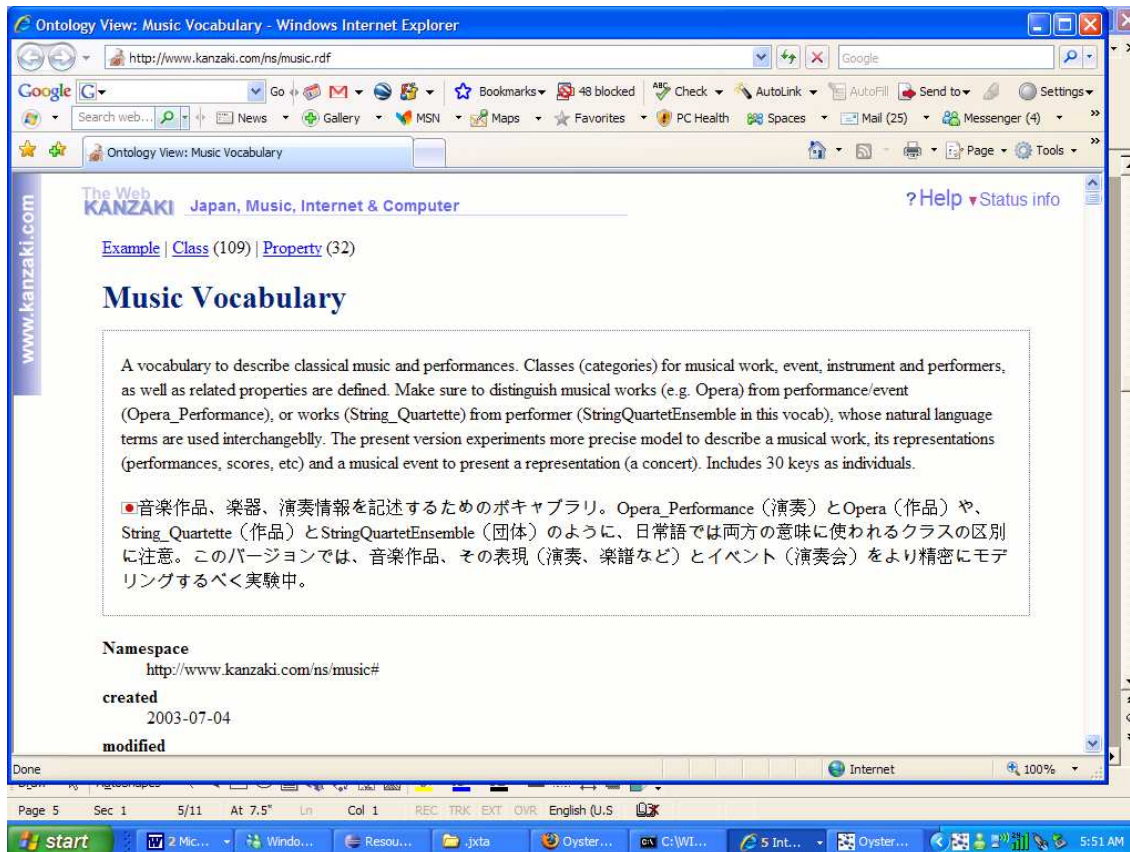 Ontology View: Music Vocabulary - Windows Internet Explorer
http://www.kanzaki.com/ns/music.rdf
Google
Google G Go Bookmarks 48 blocked Check AutoLink AutoFill Send to Settings
Search web... News Gallery MSN Maps Favorites PC Health Spaces Mail (25) Messenger (4) »
Ontology View: Music Vocabulary Page Tools »
www.kanzaki.com
The Web
KANZAKI Japan, Music, Internet & Computer
? Help ▾Status info
Example | Class (109) | Property (32)
Music Vocabulary
A vocabulary to describe classical music and performances. Classes (categories) for musical work, event, instrument and performers,
as well as related properties are defined. Make sure to distinguish musical works (e.g. Opera) from performance/event
(Opera_Performance), or works (String_Quartette) from performer (StringQuartetEnsemble in this vocab), whose natural language
terms are used interchangeblly. The present version experiments more precise model to describe a musical work, its representations
(performances, scores, etc) and a musical event to present a representation (a concert). Includes 30 keys as individuals.
音楽作品、楽器、演奏情報を記述するためのボキャブラリ。Opera_Performance（演奏）とOpera（作品）や、
String_Quartette（作品）とStringQuartetEnsemble（団体）のように、日常語では両方の意味に使われるクラスの区別
に注意。このバージョンでは、音楽作品、その表現（演奏、楽譜など）とイベント（演奏会）をより精密にモデ
リングするべく実験中。
Namespace
http://www.kanzaki.com/ns/music#
created
2003-07-04
modified
Done Internet 100%
Page 5 Sec 1 5/11 At 7.5" Ln Col 1 REC TRK EXT OVR English (U.S
start 2 Mic... Windo... Resou... .jxta Oyster... C:\WI... 5 Int... Oyster... 5:51 AM